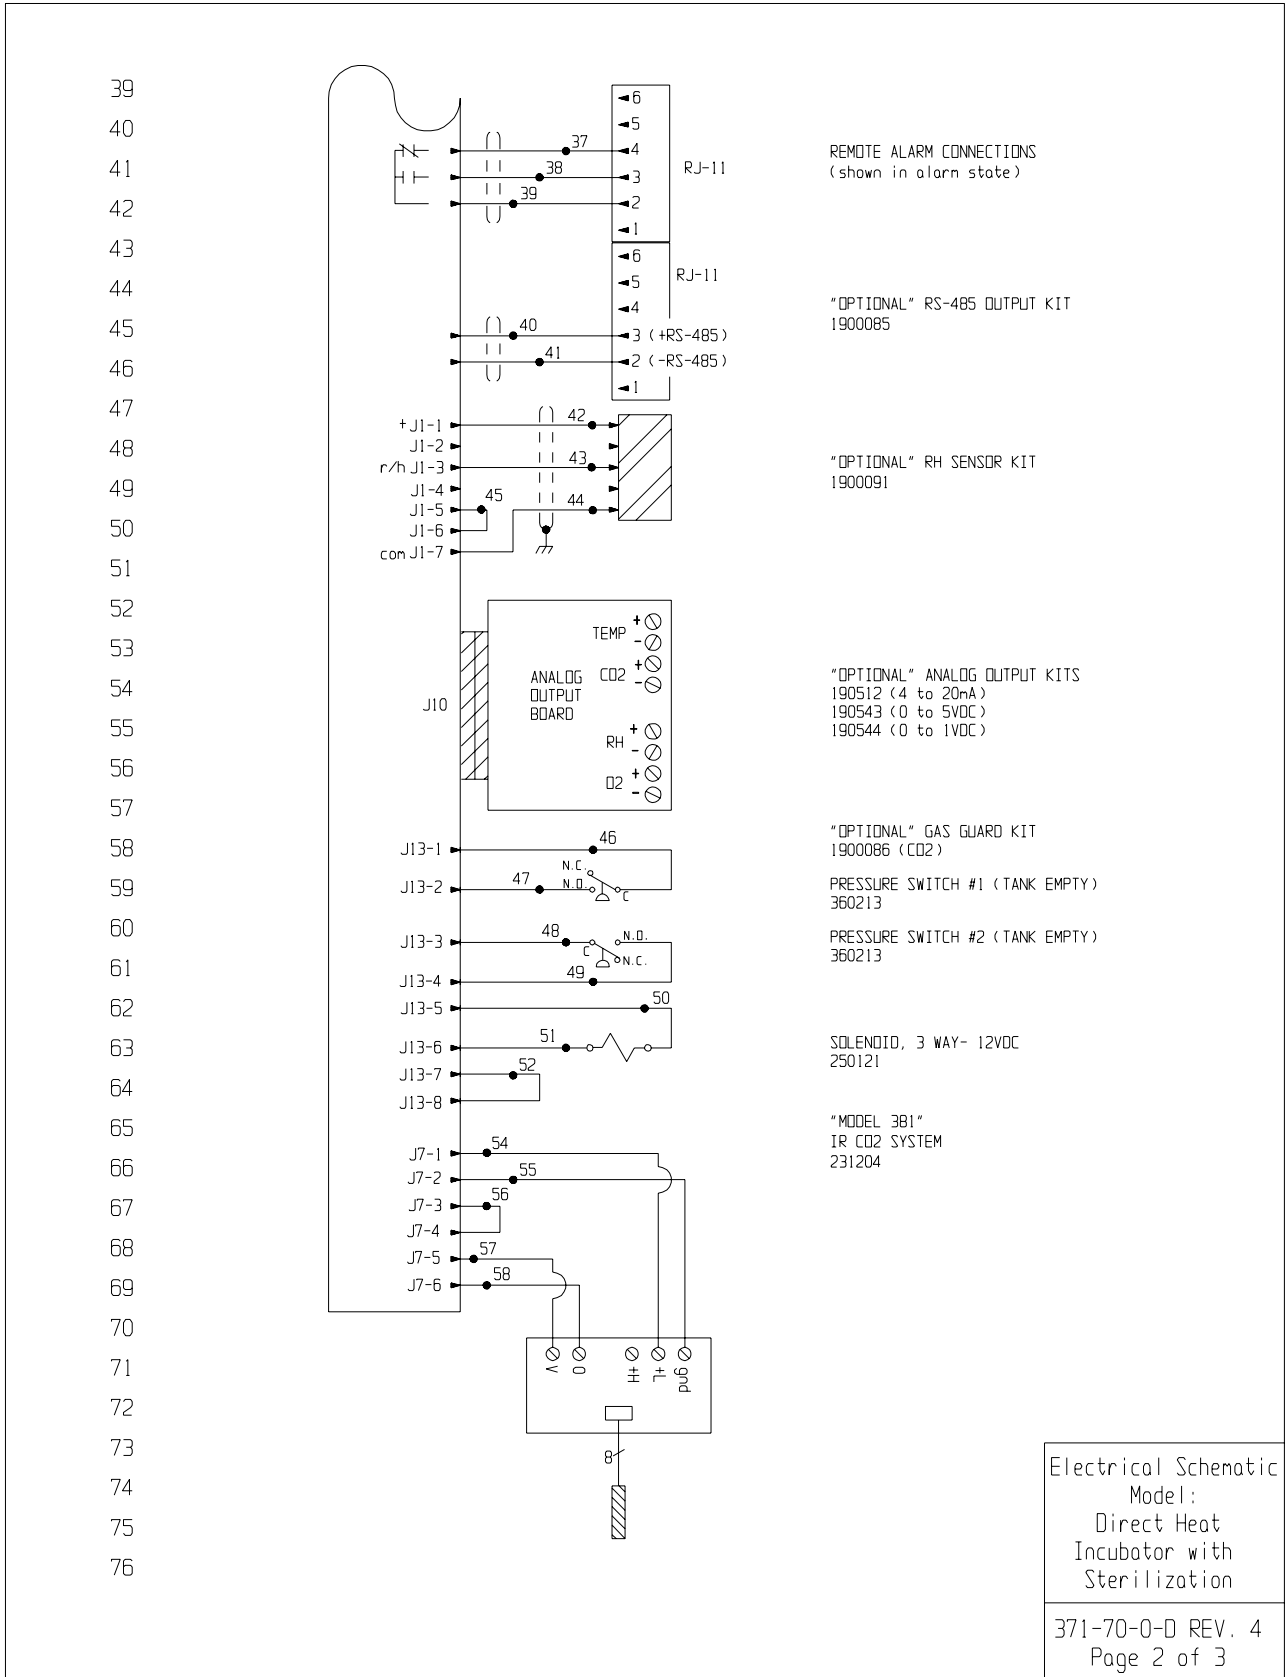 39
40
41
42
43
44
45
46
47
48
49
50
51
52
53
54
55
56
57
58
59
60
61
62
63
64
65
66
67
68
69
70
71
72
73
74
75
76
6
5
37 4
38 3
39 2
1
RJ-11
REMOTE ALARM CONNECTIONS
(shown in alarm state)
6
5
4
40 3 (+RS-485)
41 2 (-RS-485)
1
RJ-11
"OPTIONAL" RS-485 OUTPUT KIT
1900085
+ J1-1 42
J1-2
r/h J1-3 43
J1-4
J1-5 45 44
J1-6
com J1-7
"OPTIONAL" RH SENSOR KIT
1900091
J10
ANALOG
OUTPUT
BOARD
TEMP + -
CO2 + -
RH + -
O2 + -
"OPTIONAL" ANALOG OUTPUT KITS
190512 (4 to 20mA)
190543 (0 to 5VDC)
190544 (0 to 1VDC)
J13-1 46
N.C.
J13-2 47 N.O. C
J13-3 48 N.O.
C N.C.
J13-4 49
J13-5 50
J13-6 51
J13-7 52
J13-8
"OPTIONAL" GAS GUARD KIT
1900086 (CO2)
PRESSURE SWITCH #1 (TANK EMPTY)
360213
PRESSURE SWITCH #2 (TANK EMPTY)
360213
SOLENOID, 3 WAY- 12VDC
250121
"MODEL 3B1"
IR CO2 SYSTEM
231204
J7-1 54
J7-2 55
J7-3 56
J7-4
J7-5 57
J7-6 58
V 0 +H +L gnd
8
Electrical Schematic
Model:
Direct Heat
Incubator with
Sterilization
371-70-0-D REV. 4
Page 2 of 3